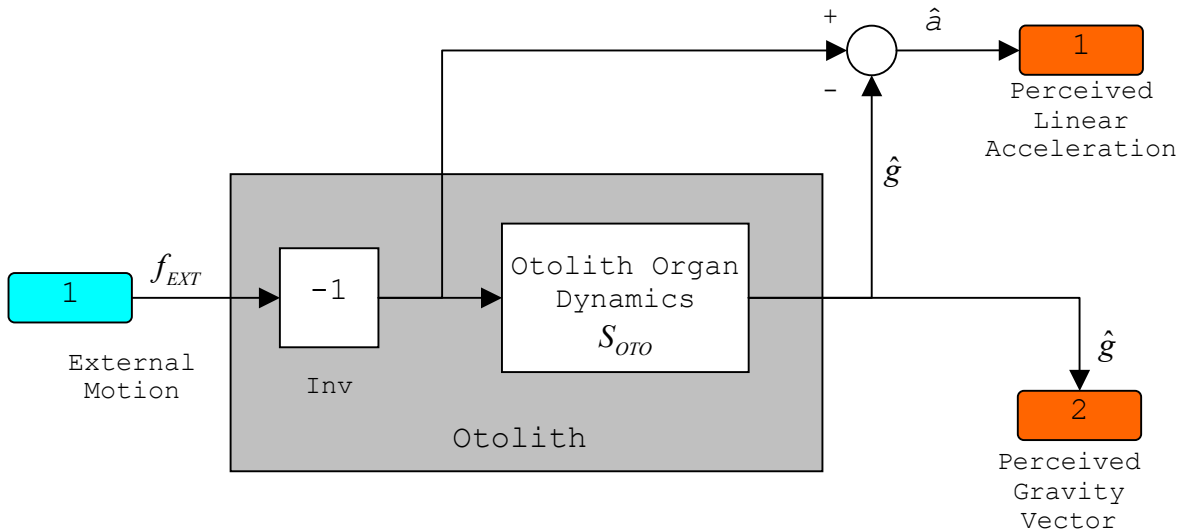 +
â
1
-
Perceived
Linear
Acceleration
ĝ
f_EXT
1
-1
Otolith Organ
Dynamics
S_OTO
External
Motion
Inv
Otolith
ĝ
2
Perceived
Gravity
Vector